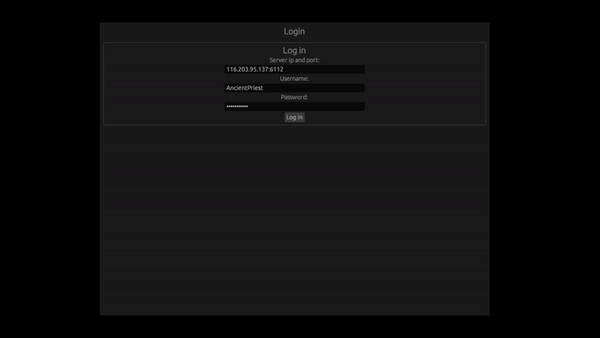 Login
Log in
Server ip and port:
116.203.95.137:6112
Username:
AncientPriest
Password:
•••••••••••
Log in